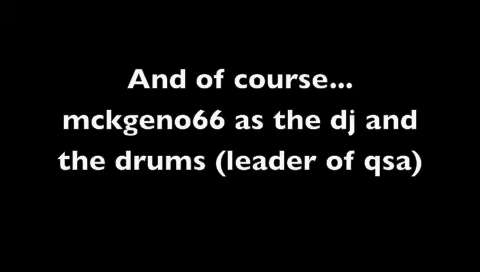 And of course...
mckgeno66 as the dj and
the drums (leader of qsa)